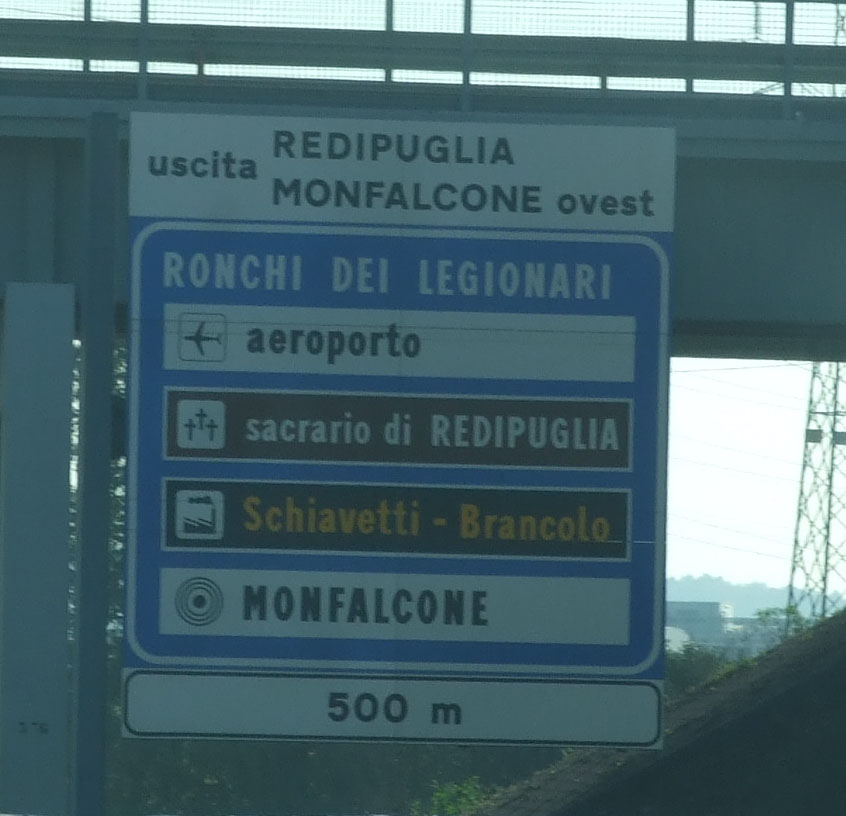 uscita REDIPUGLIA
MONFALCONE ovest
RONCHI DEI LEGIONARI
aeroporto
sacrario di REDIPUGLIA
Schiavetti - Brancolo
MONFALCONE
500 m